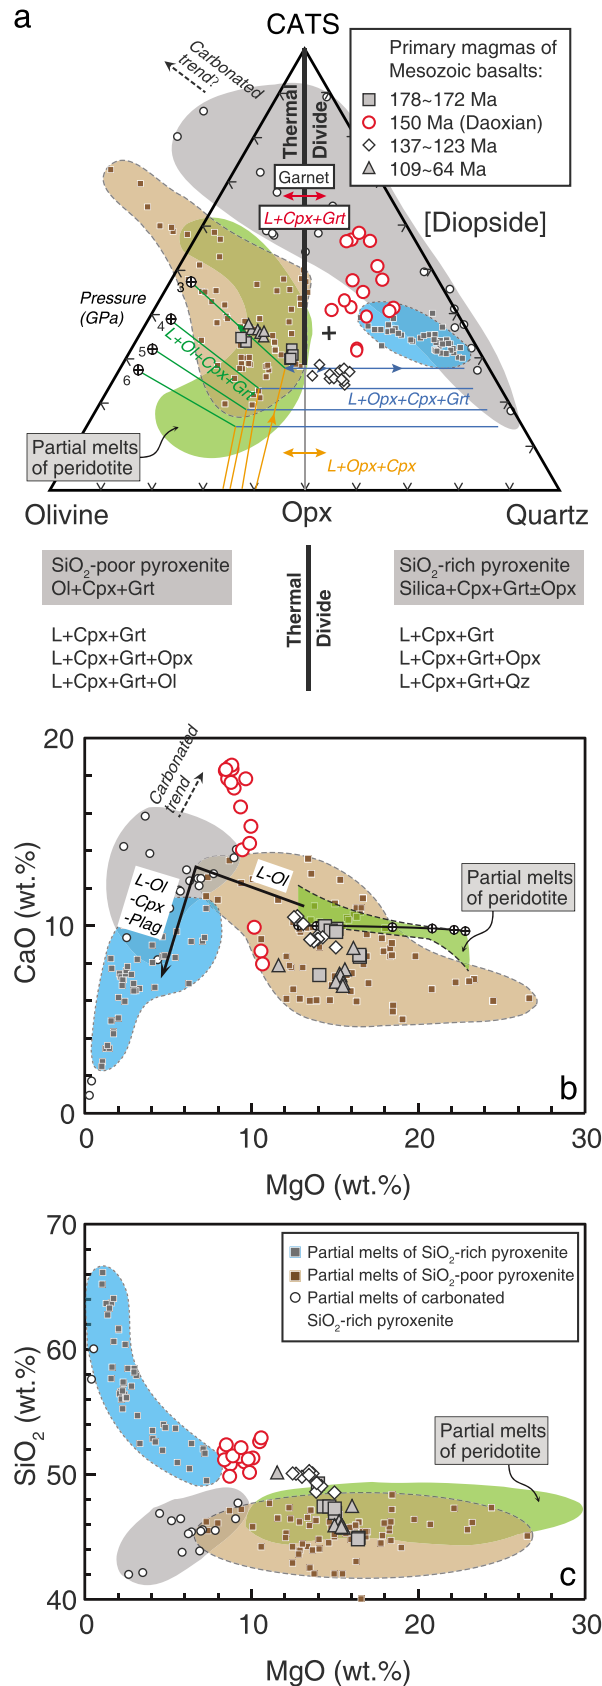 a
CATS
Carbonated
trend?
Primary magmas of
Mesozoic basalts:
178~172 Ma
150 Ma (Daoxian)
137~123 Ma
109~64 Ma
Thermal
Divide
Garnet
L+Cpx+Grt
[Diopside]
Pressure
(GPa)
3
4
5
6
L+Ol+Cpx+Grt
+
L+Opx+Cpx+Grt
L+Opx+Cpx
Partial melts
of peridotite
Olivine
Opx
Quartz
SiO2-poor pyroxenite
Ol+Cpx+Grt
L+Cpx+Grt
L+Cpx+Grt+Opx
L+Cpx+Grt+Ol
Thermal
Divide
SiO2-rich pyroxenite
Silica+Cpx+Grt±Opx
L+Cpx+Grt
L+Cpx+Grt+Opx
L+Cpx+Grt+Qz
20
10
0
CaO (wt.%)
Carbonated
trend
L-Ol
-Cpx
-Plag
L-Ol
Partial melts
of peridotite
b
0
10
20
30
MgO (wt.%)
70
60
50
40
SiO2 (wt.%)
Partial melts of SiO2-rich pyroxenite
Partial melts of SiO2-poor pyroxenite
Partial melts of carbonated
SiO2-rich pyroxenite
Partial melts
of peridotite
c
0
10
20
30
MgO (wt.%)